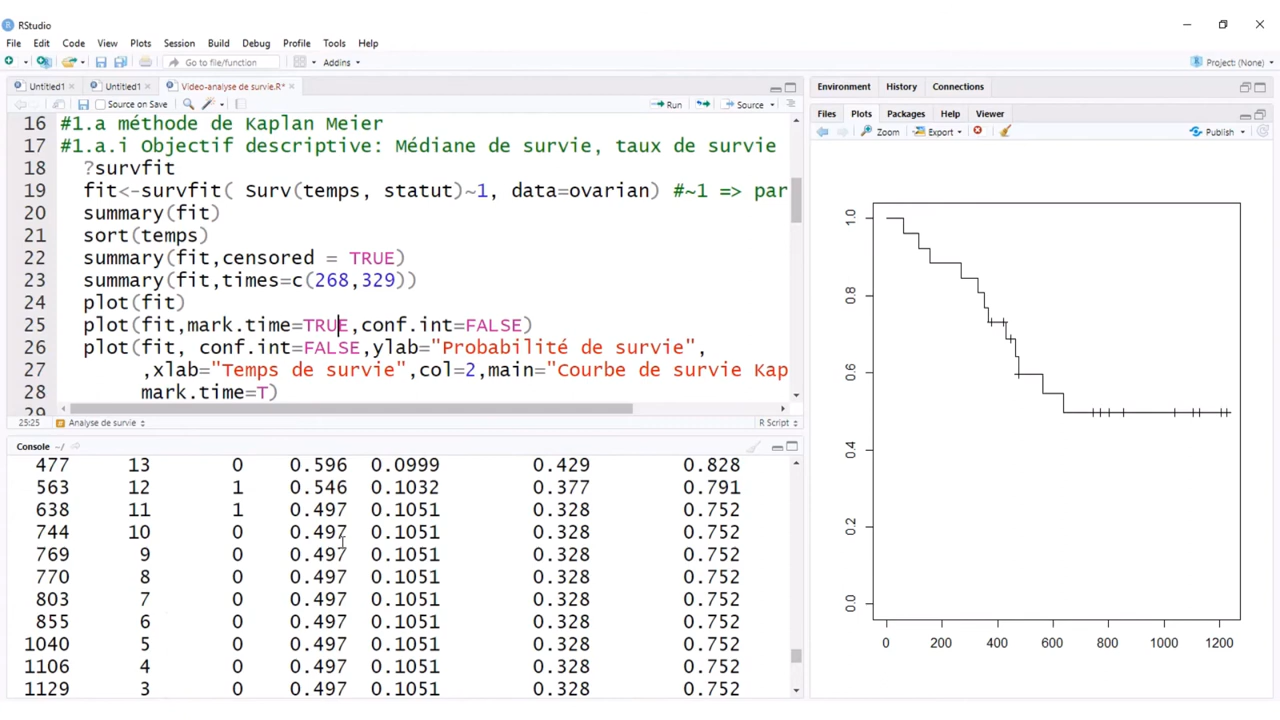 RStudio
File Edit Code View Plots Session Build Debug Profile Tools Help
Go to file/function Addins Project: (None)
Untitled1 Untitled1 Video-analyse de survie.R*
Source on Save Run Source
16 #1.a méthode de Kaplan Meier
17 #1.a.i Objectif descriptive: Médiane de survie, taux de survie
18 ?survfit
19 fit<-survfit( Surv(temps, statut)~1, data=ovarian) #~1 => par
20 summary(fit)
21 sort(temps)
22 summary(fit,censored = TRUE)
23 summary(fit,times=c(268,329))
24 plot(fit)
25 plot(fit,mark.time=TRUE,conf.int=FALSE)
26 plot(fit, conf.int=FALSE,ylab="Probabilité de survie",
27 ,xlab="Temps de survie",col=2,main="Courbe de survie Kap
28 mark.time=T)
29
25:25 Analyse de survie R Script
Console ~/
477 13 0 0.596 0.0999 0.429 0.828
563 12 1 0.546 0.1032 0.377 0.791
638 11 1 0.497 0.1051 0.328 0.752
744 10 0 0.497 0.1051 0.328 0.752
769 9 0 0.497 0.1051 0.328 0.752
770 8 0 0.497 0.1051 0.328 0.752
803 7 0 0.497 0.1051 0.328 0.752
855 6 0 0.497 0.1051 0.328 0.752
1040 5 0 0.497 0.1051 0.328 0.752
1106 4 0 0.497 0.1051 0.328 0.752
1129 3 0 0.497 0.1051 0.328 0.752
Environment History Connections
Files Plots Packages Help Viewer
Zoom Export Publish
1.0
0.8
0.6
0.4
0.2
0.0
0 200 400 600 800 1000 1200